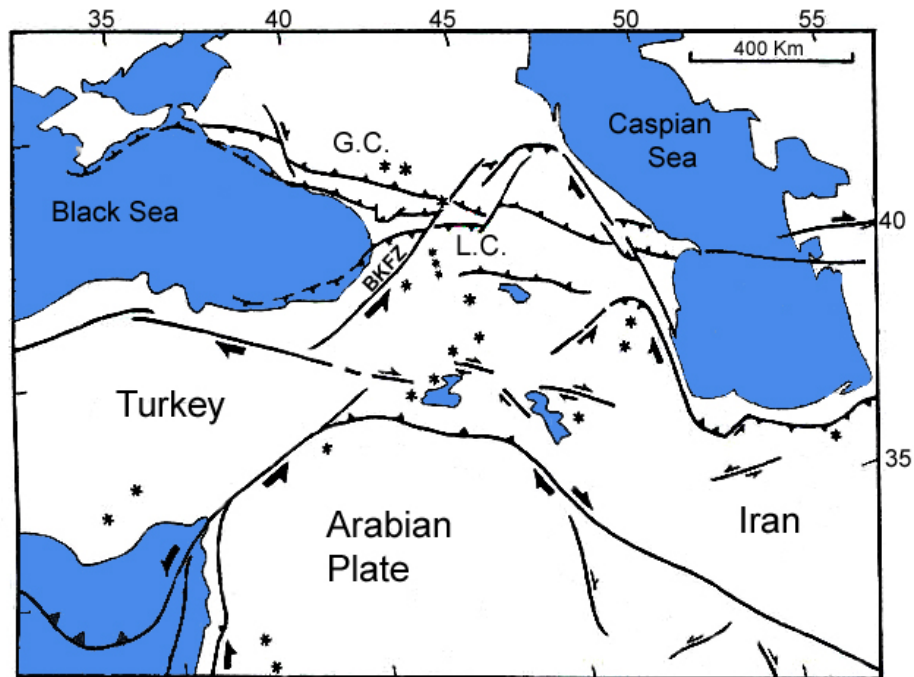 35 40 45 50 55
400 Km
G.C.
Caspian
Sea
Black Sea
40
L.C.
BKFZ
Turkey
35
Arabian
Plate
Iran